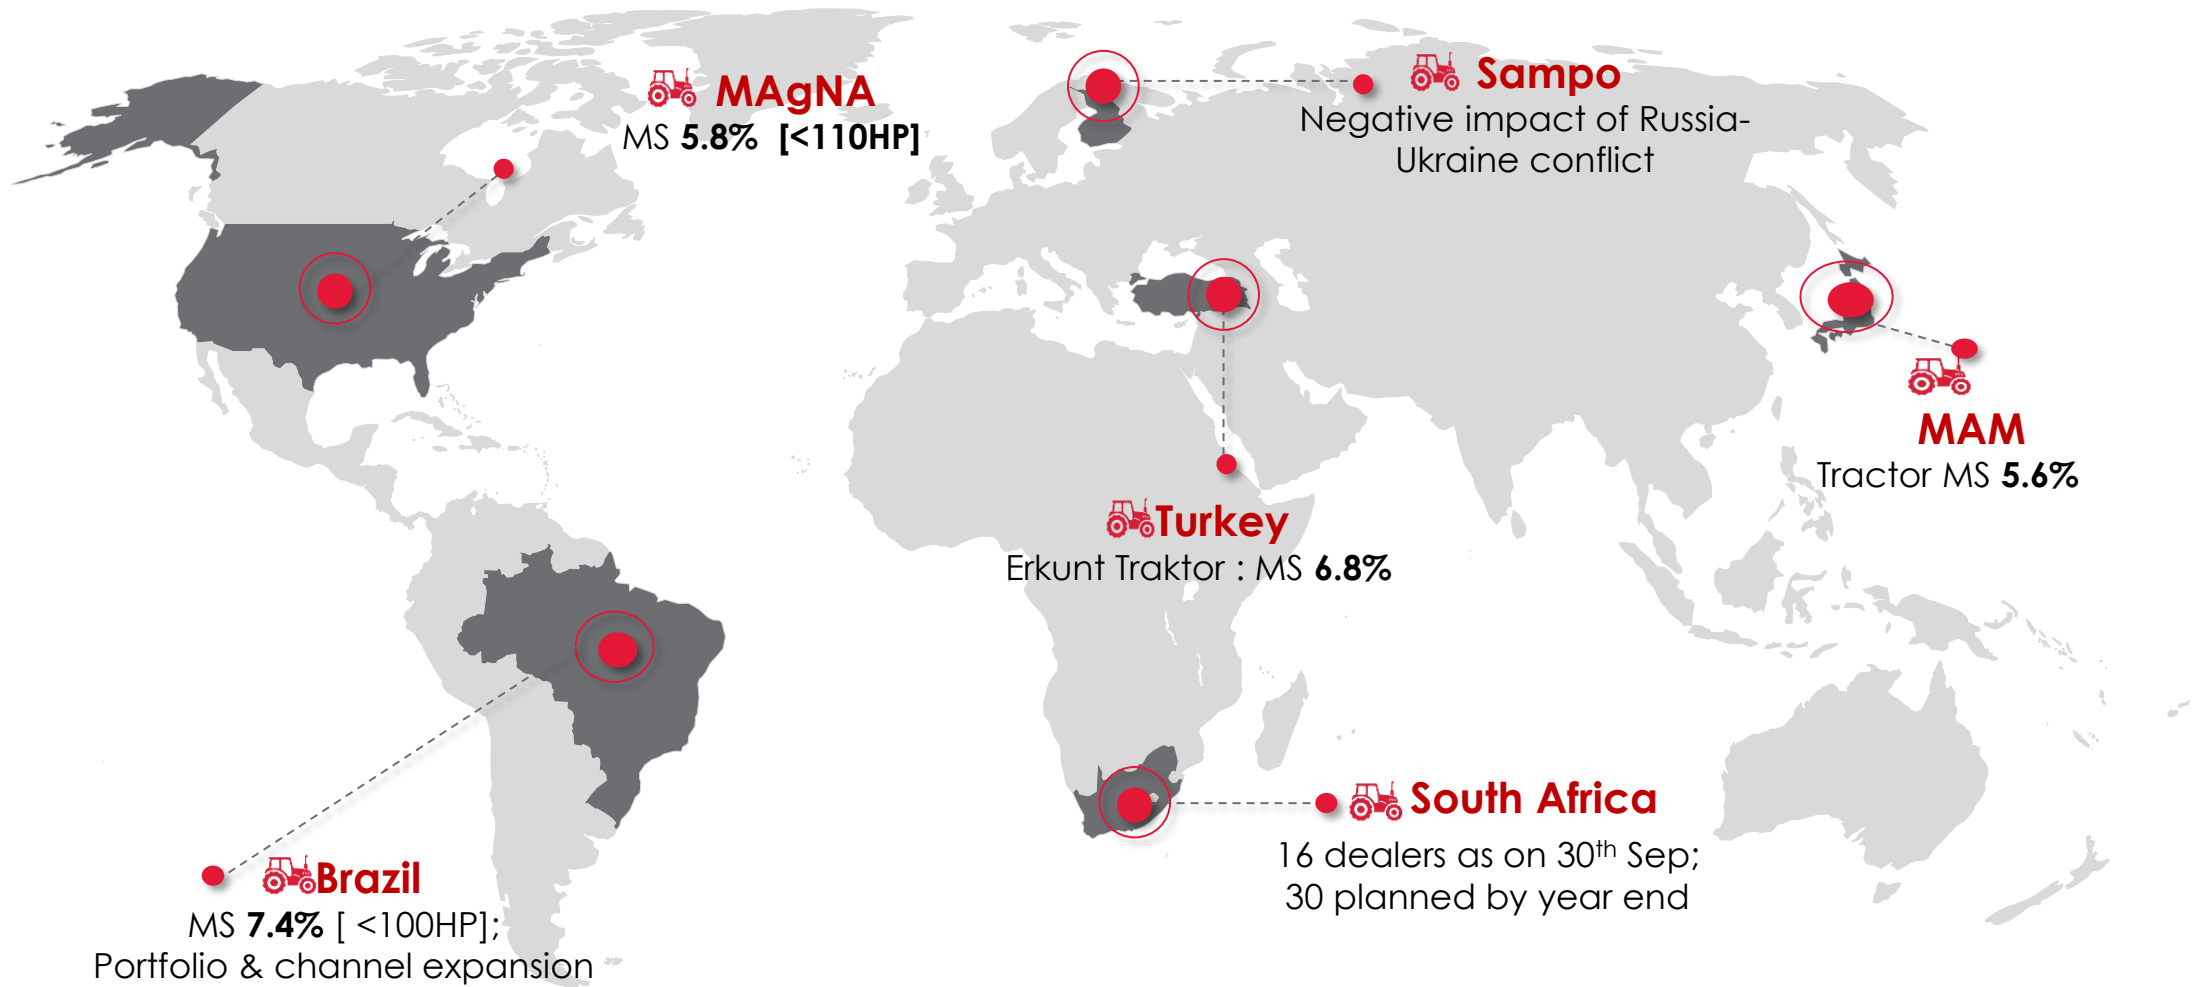 MAgNA
MS 5.8% [<110HP]
Sampo
Negative impact of Russia-
Ukraine conflict
MAM
Tractor MS 5.6%
Turkey
Erkunt Traktor : MS 6.8%
South Africa
16 dealers as on 30th Sep;
30 planned by year end
Brazil
MS 7.4% [ <100HP];
Portfolio & channel expansion